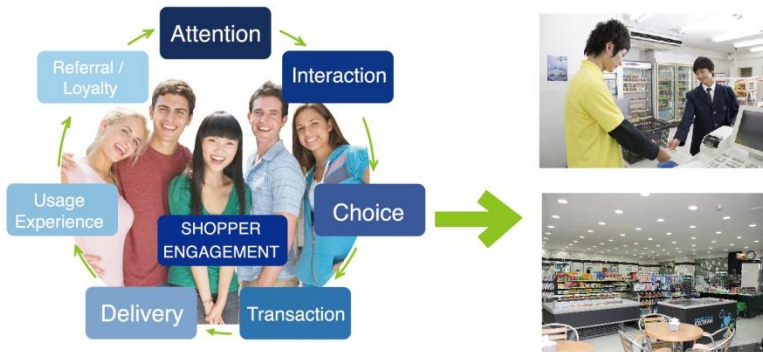 Attention
Interaction
Choice
Transaction
Delivery
Usage
Experience
Referral /
Loyalty
SHOPPER
ENGAGEMENT